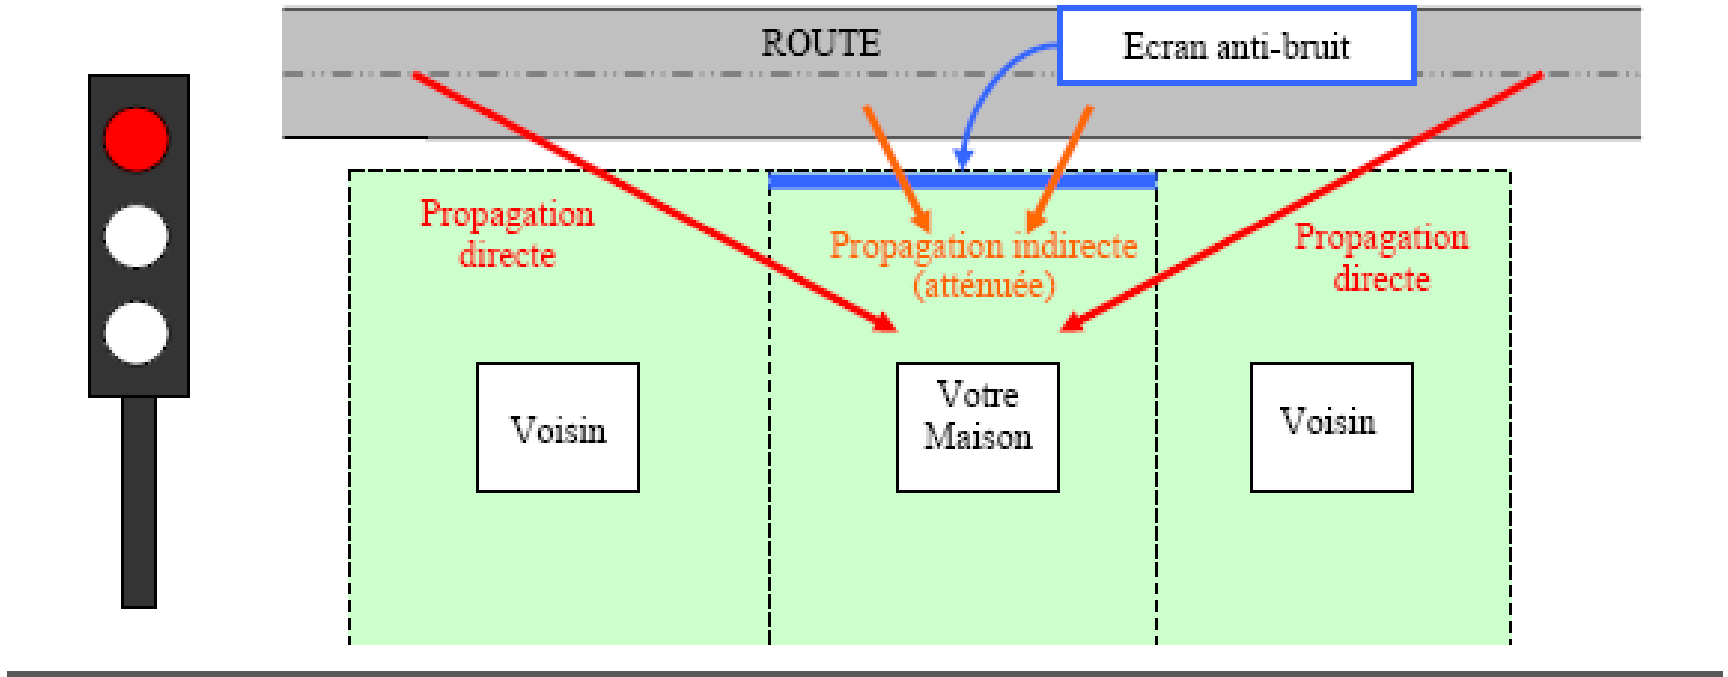 ROUTE
Ecran anti-bruit
Propagation
directe
Propagation indirecte
(atténuée)
Propagation
directe
Voisin
Votre
Maison
Voisin